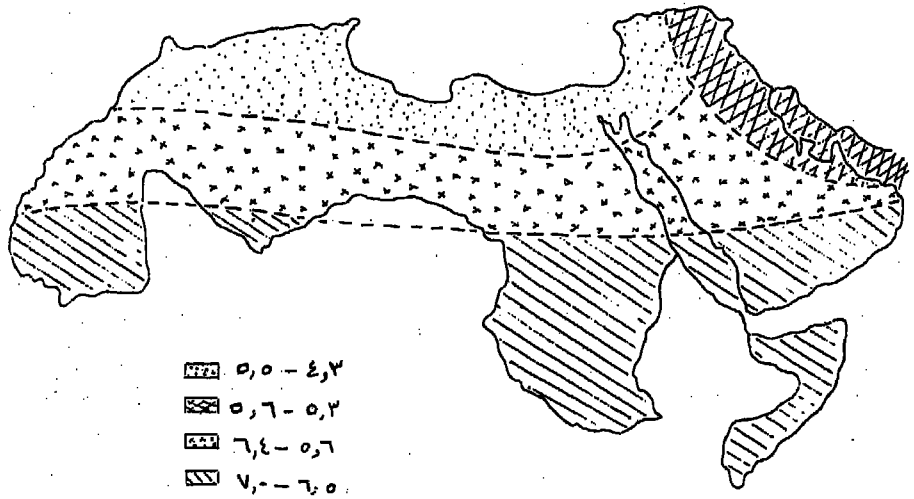 ٥,٥ – ٤,٣
٥,٦ – ٥,٣
٦,٤ – ٥,٦
٧,٠ – ٦,٥